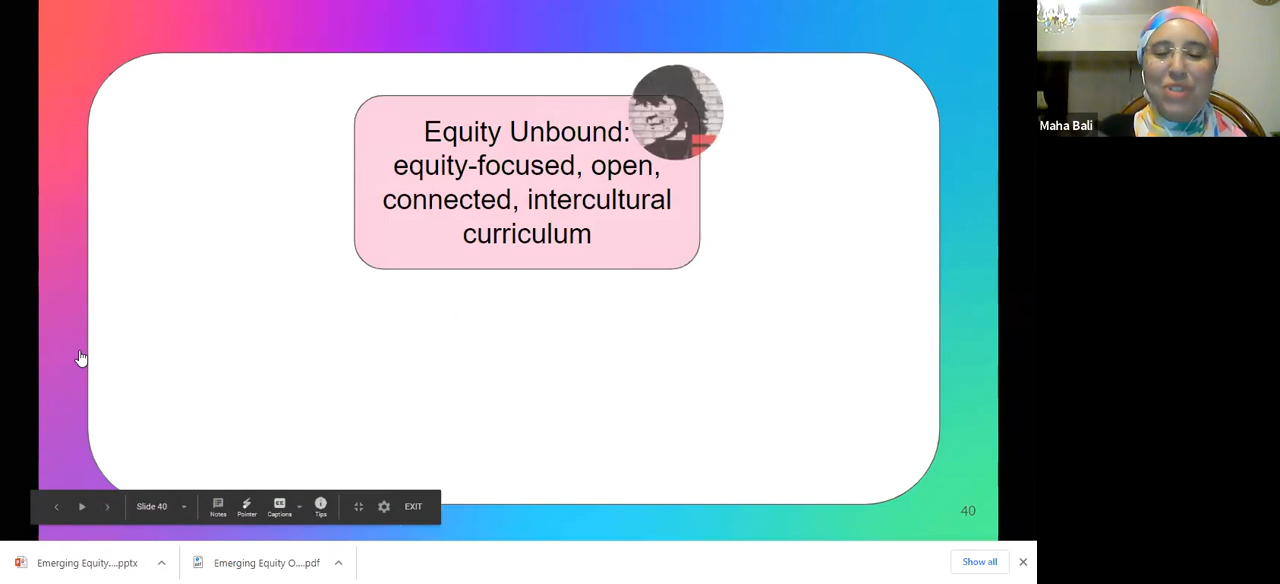 Equity Unbound:
equity-focused, open,
connected, intercultural
curriculum
Maha Bali
Slide 40
Notes
Pointer
CC
Captions
Tips
EXIT
40
Emerging Equity....pptx
Emerging Equity O....pdf
Show all